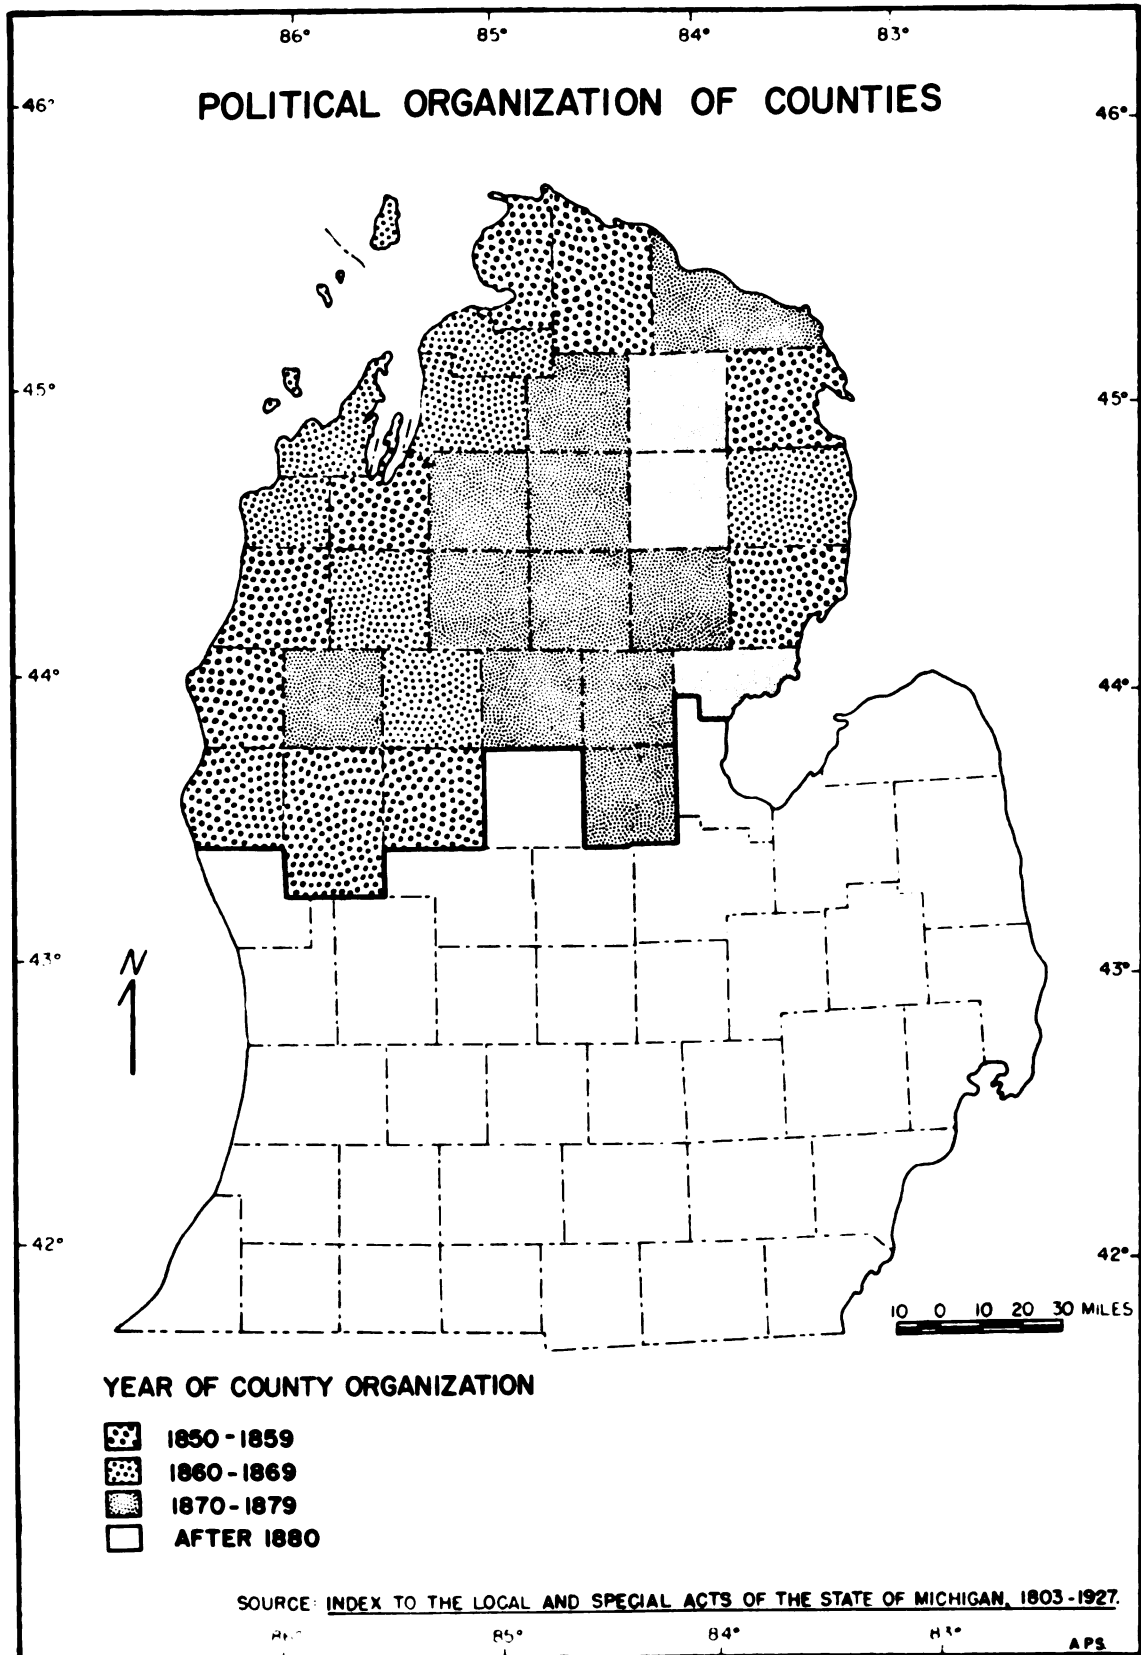 86° 85° 84° 83°
POLITICAL ORGANIZATION OF COUNTIES
46° 46°
45° 45°
44° 44°
43° 43°
N
42° 42°
10 0 10 20 30 MILES
YEAR OF COUNTY ORGANIZATION
1850-1859
1860-1869
1870-1879
AFTER 1880
SOURCE: INDEX TO THE LOCAL AND SPECIAL ACTS OF THE STATE OF MICHIGAN, 1803-1927.
85° 84° 83°
A.P.S.